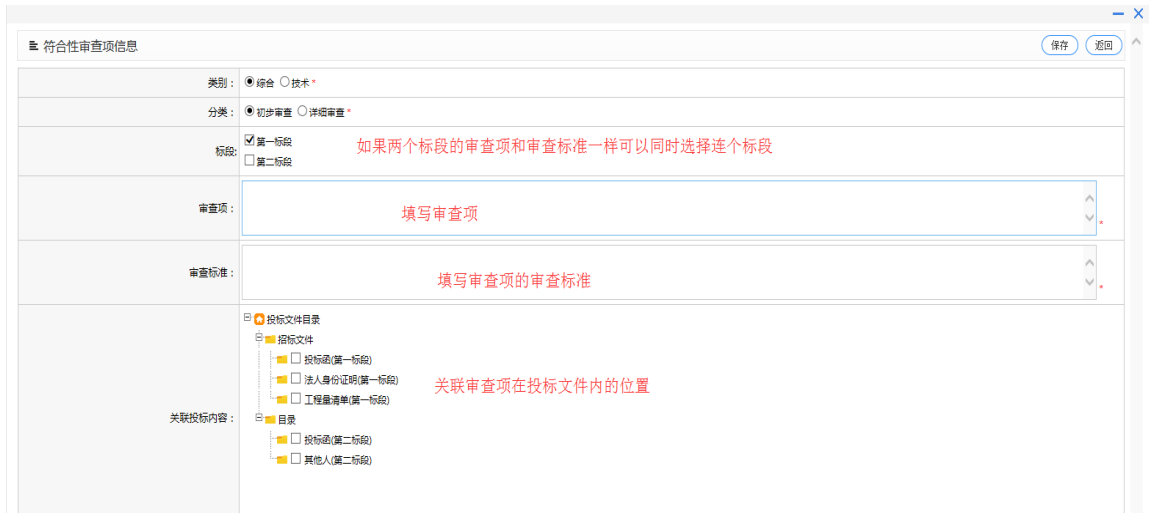 符合性审查项信息
保存 返回
类别： 综合 技术 *
分类： 初步审查 详细审查 *
标段: 第一标段
第二标段
如果两个标段的审查项和审查标准一样可以同时选择连个标段
审查项： 填写审查项 *
审查标准： 填写审查项的审查标准 *
关联投标内容：
投标文件目录
招标文件
投标函(第一标段)
法人身份证明(第一标段)
工程量清单(第一标段)
关联审查项在投标文件内的位置
目录
投标函(第二标段)
其他人(第二标段)